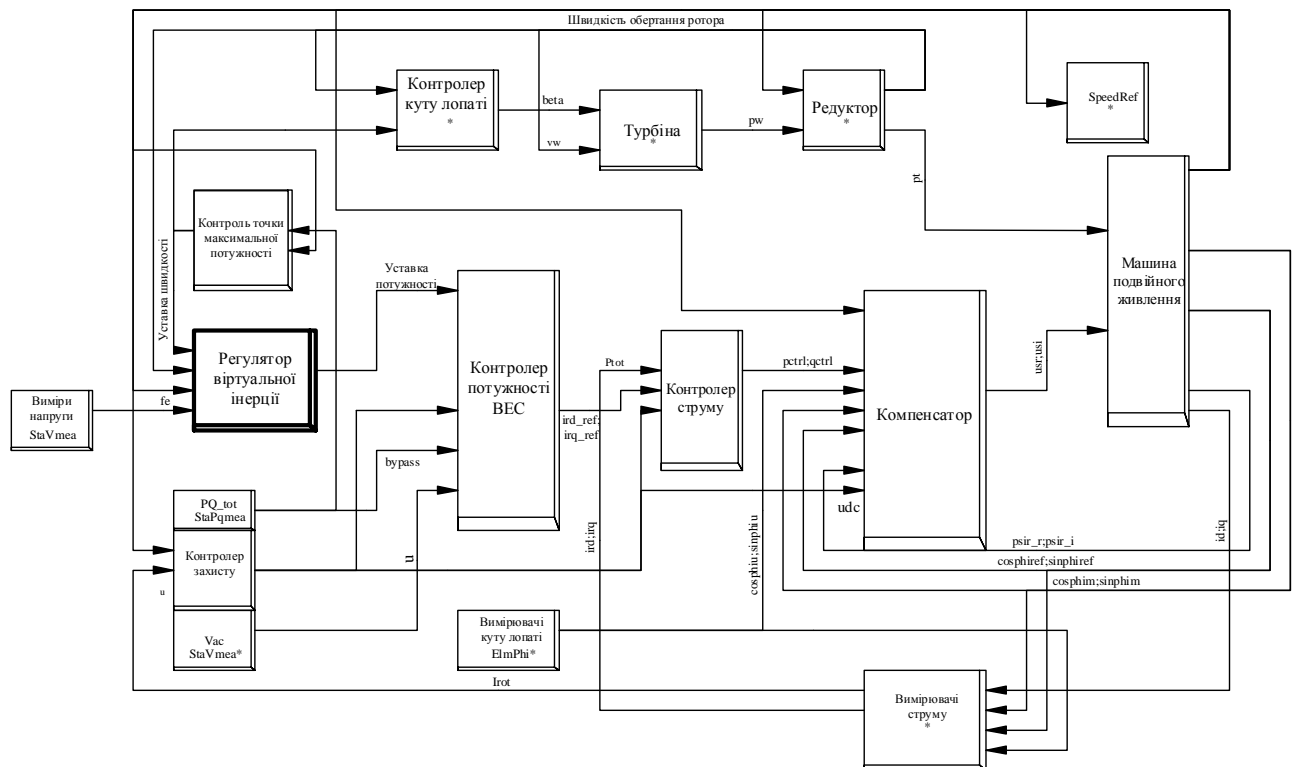 Швидкість обертання ротора
Контролер
куту лопаті
*
beta
vw
Турбіна
*
pw
Редуктор
*
pt
SpeedRef
*
Контроль точки
максимальної
потужності
Уставка швидкості
Уставка
потужності
Машина
подвійного
живлення
Регулятор
віртуальної
інерції
Виміри
напруги
StaVmea
fe
Контролер
потужності
ВЕС
ird_ref;
irq_ref
Ptot
Контролер
струму
pctrl;qctrl
Компенсатор
usr;usi
bypass
PQ_tot
StaPqmea
Контролер
захисту
u
Vac
StaVmea*
u
ird;irq
cosphiu;sinphiu
udc
id;iq
psir_r;psir_i
cosphiref;sinphiref
cosphim;sinphim
Вимірювачі
куту лопаті
ElmPhi*
Irot
Вимірювачі
струму
*